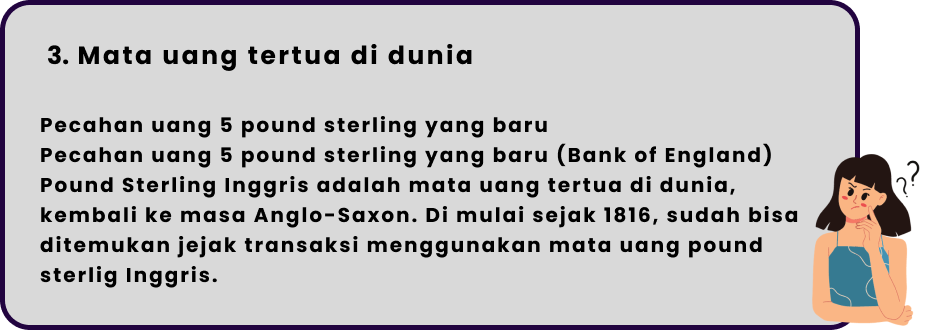 3. Mata uang tertua di dunia
Pecahan uang 5 pound sterling yang baru
Pecahan uang 5 pound sterling yang baru (Bank of England)
Pound Sterling Inggris adalah mata uang tertua di dunia,
kembali ke masa Anglo-Saxon. Di mulai sejak 1816, sudah bisa
ditemukan jejak transaksi menggunakan mata uang pound
sterlig Inggris.
??